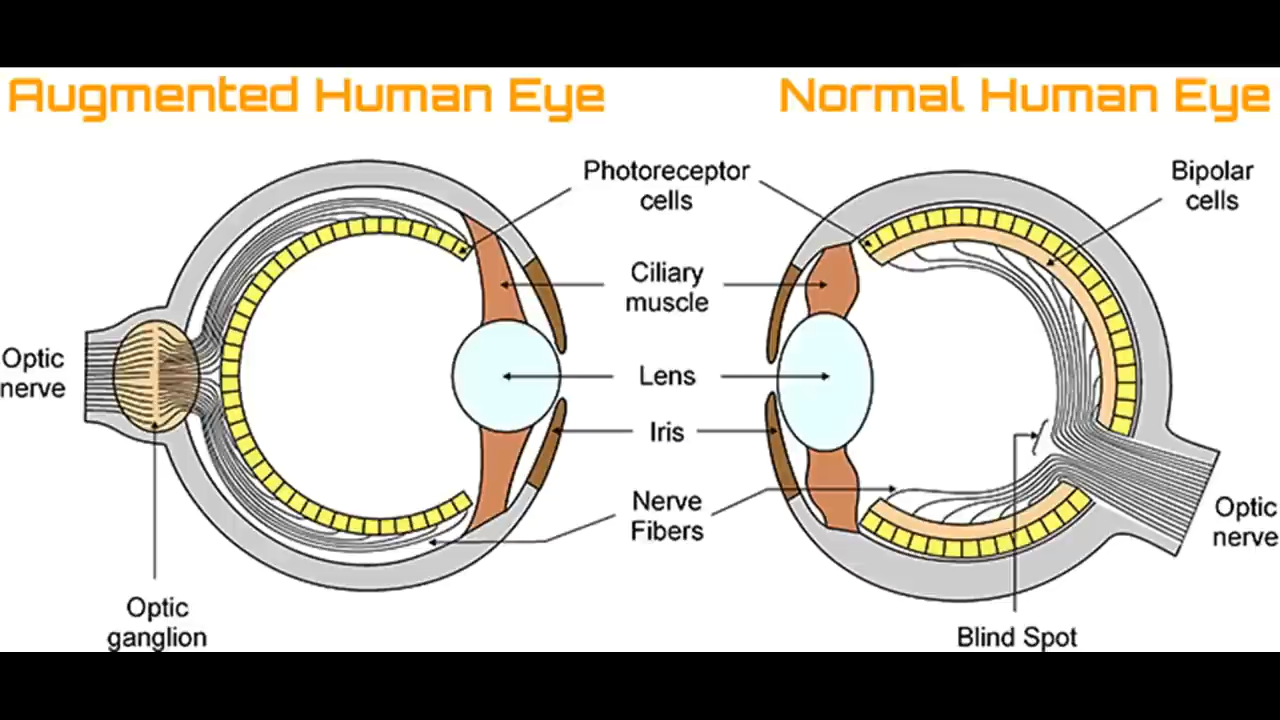 Augmented Human Eye
Normal Human Eye
Photoreceptor
cells
Bipolar
cells
Ciliary
muscle
Optic
nerve
Lens
Iris
Nerve
Fibers
Optic
nerve
Optic
ganglion
Blind Spot